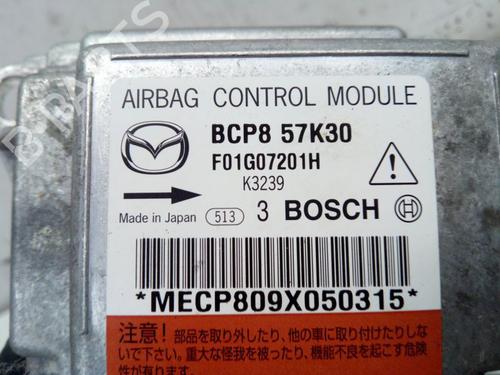 AIRBAG CONTROL MODULE
BCP8 57K30
F01G07201H
K3239
Made in Japan 513 3 BOSCH
*MECP809X050315*
注意！部品を取り外したり、他の車に取り付けたりしな
いで下さい。重大な怪我を被ったり、機能不良を起こす危険
性が有ります。